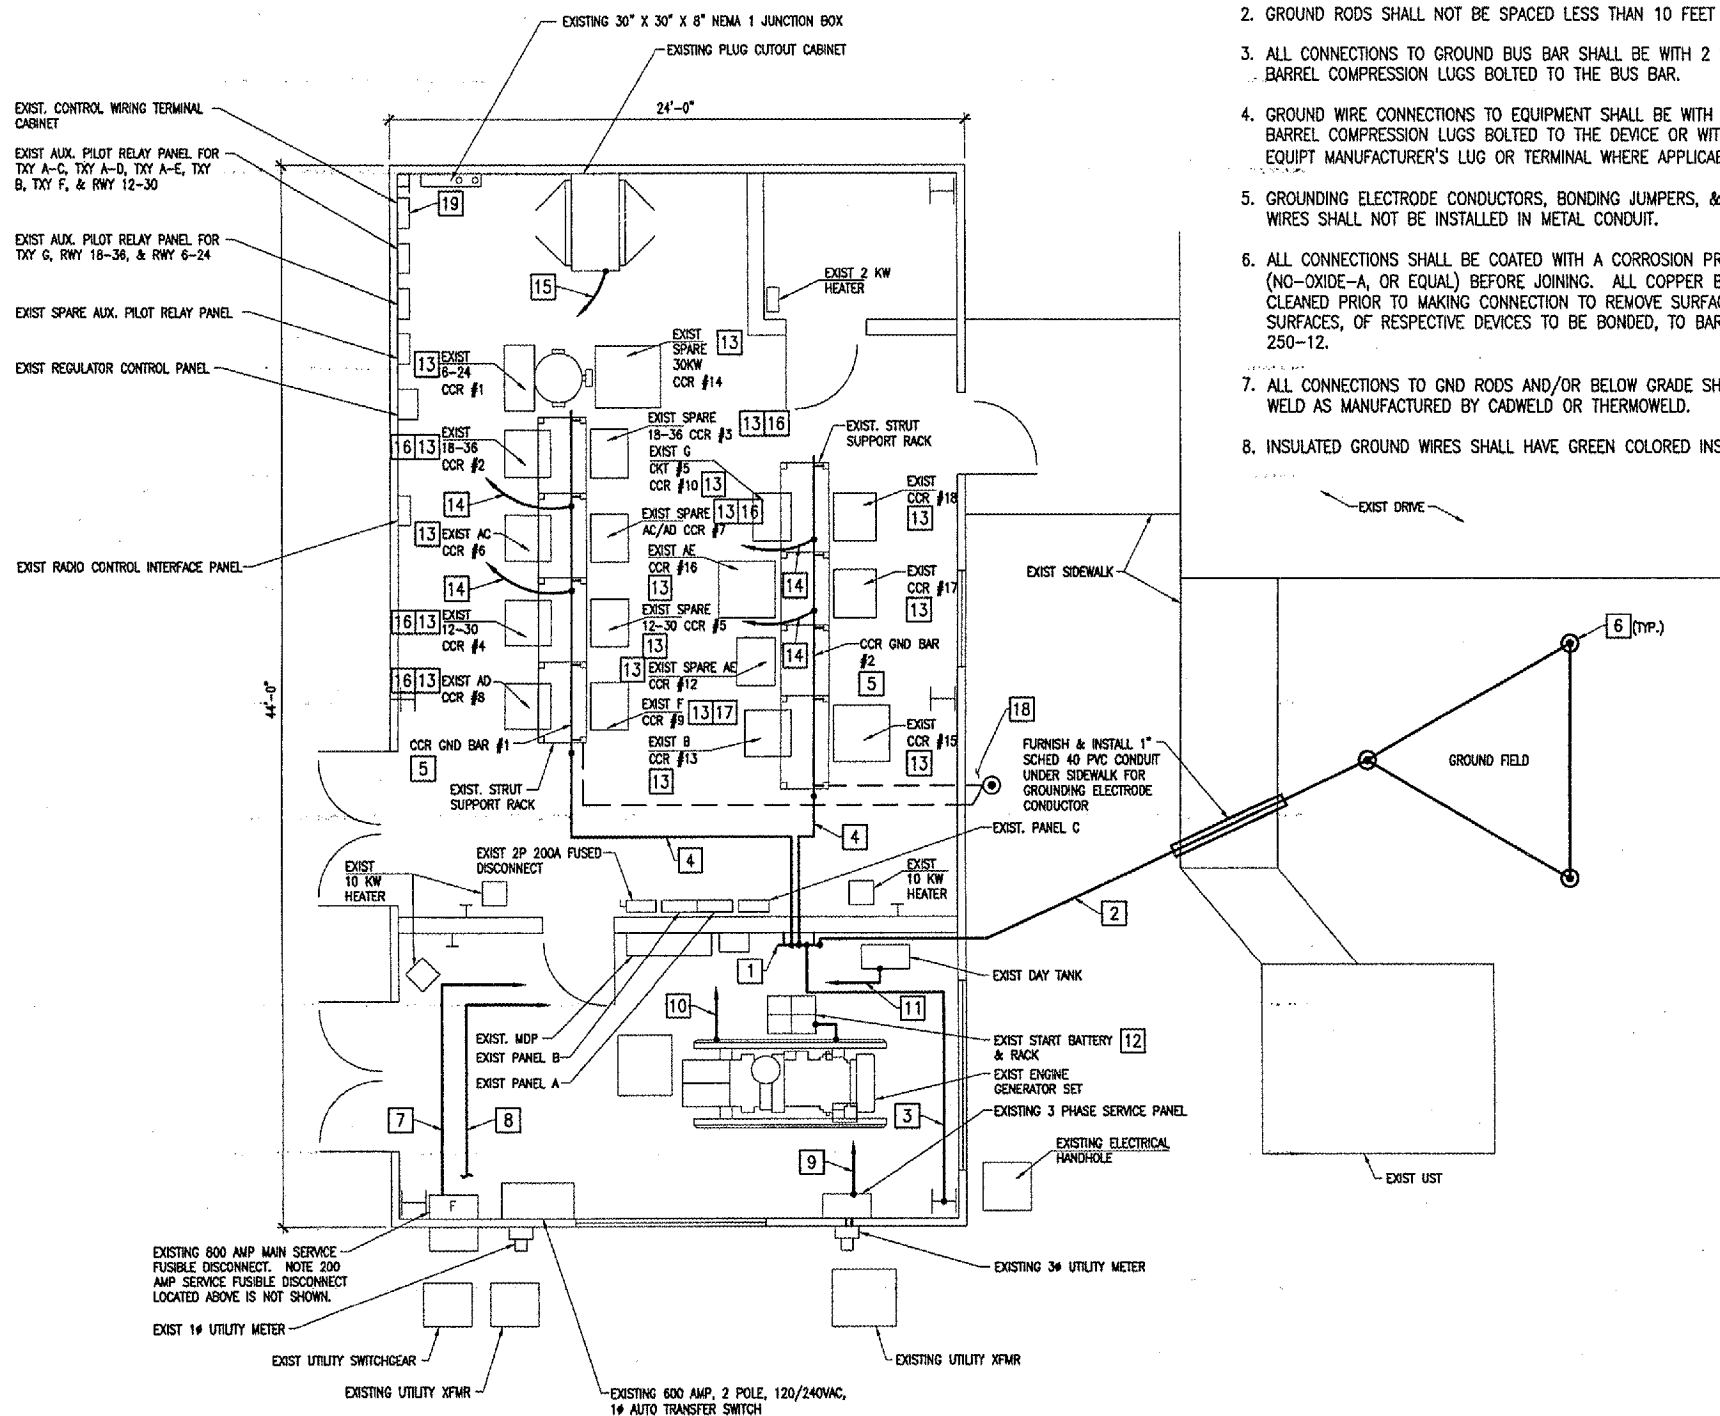 EXISTING 30" X 30" X 8" NEMA 1 JUNCTION BOX
EXISTING PLUG CUTOUT CABINET
24'-0"
44'-0"
EXIST. CONTROL WIRING TERMINAL
CABINET
EXIST AUX. PILOT RELAY PANEL FOR
TXY A-C, TXY A-D, TXY A-E, TXY
B, TXY F, & RWY 12-30
EXIST AUX. PILOT RELAY PANEL FOR
TXY G, RWY 18-36, & RWY 6-24
EXIST SPARE AUX. PILOT RELAY PANEL
EXIST REGULATOR CONTROL PANEL
EXIST RADIO CONTROL INTERFACE PANEL
19
15
EXIST 2 KW
HEATER
13
EXIST
6-24
CCR #1
EXIST
SPARE
30KW
CCR #14
13
16 13
EXIST
18-36
CCR #2
EXIST SPARE
18-36 CCR #3
13 16
EXIST. STRUT
SUPPORT RACK
EXIST G
CKT #5
CCR #10
13
14
13
EXIST AC
CCR #6
EXIST SPARE
AC/AD CCR #7
13 16
EXIST
CCR #18
13
EXIST AE
CCR #16
13
14
14
EXIST
CCR #17
13
16 13
EXIST
12-30
CCR #4
EXIST SPARE
12-30 CCR #5
13
14
CCR GND BAR
#2
5
16 13
EXIST AD
CCR #8
13
EXIST SPARE AE
CCR #12
EXIST F
CCR #9
13 17
EXIST B
CCR #13
13
EXIST
CCR #15
13
CCR GND BAR #1
5
EXIST. STRUT
SUPPORT RACK
18
FURNISH & INSTALL 1"
SCHED 40 PVC CONDUIT
UNDER SIDEWALK FOR
GROUNDING ELECTRODE
CONDUCTOR
6 (TYP.)
GROUND FIELD
EXIST DRIVE
EXIST SIDEWALK
4
4
EXIST. PANEL C
EXIST 2P 200A FUSED
DISCONNECT
EXIST
10 KW
HEATER
EXIST
10 KW
HEATER
2
1
EXIST DAY TANK
11
10
EXIST. MDP
EXIST PANEL B
EXIST PANEL A
EXIST START BATTERY
& RACK
12
EXIST ENGINE
GENERATOR SET
EXISTING 3 PHASE SERVICE PANEL
7
8
3
9
EXISTING ELECTRICAL
HANDHOLE
EXIST UST
F
EXISTING 800 AMP MAIN SERVICE
FUSIBLE DISCONNECT. NOTE 200
AMP SERVICE FUSIBLE DISCONNECT
LOCATED ABOVE IS NOT SHOWN.
EXIST 1ø UTILITY METER
EXIST UTILITY SWITCHGEAR
EXISTING UTILITY XFMR
EXISTING 600 AMP, 2 POLE, 120/240VAC,
1ø AUTO TRANSFER SWITCH
EXISTING 3ø UTILITY METER
EXISTING UTILITY XFMR
2. GROUND RODS SHALL NOT BE SPACED LESS THAN 10 FEET
3. ALL CONNECTIONS TO GROUND BUS BAR SHALL BE WITH 2
BARREL COMPRESSION LUGS BOLTED TO THE BUS BAR.
4. GROUND WIRE CONNECTIONS TO EQUIPMENT SHALL BE WITH
BARREL COMPRESSION LUGS BOLTED TO THE DEVICE OR WIT
EQUIPT MANUFACTURER'S LUG OR TERMINAL WHERE APPLICAB
5. GROUNDING ELECTRODE CONDUCTORS, BONDING JUMPERS, &
WIRES SHALL NOT BE INSTALLED IN METAL CONDUIT.
6. ALL CONNECTIONS SHALL BE COATED WITH A CORROSION PR
(NO-OXIDE-A, OR EQUAL) BEFORE JOINING. ALL COPPER B
CLEANED PRIOR TO MAKING CONNECTION TO REMOVE SURFAC
SURFACES, OF RESPECTIVE DEVICES TO BE BONDED, TO BAR
250-12.
7. ALL CONNECTIONS TO GND RODS AND/OR BELOW GRADE SH
WELD AS MANUFACTURED BY CADWELD OR THERMOWELD.
8. INSULATED GROUND WIRES SHALL HAVE GREEN COLORED INS